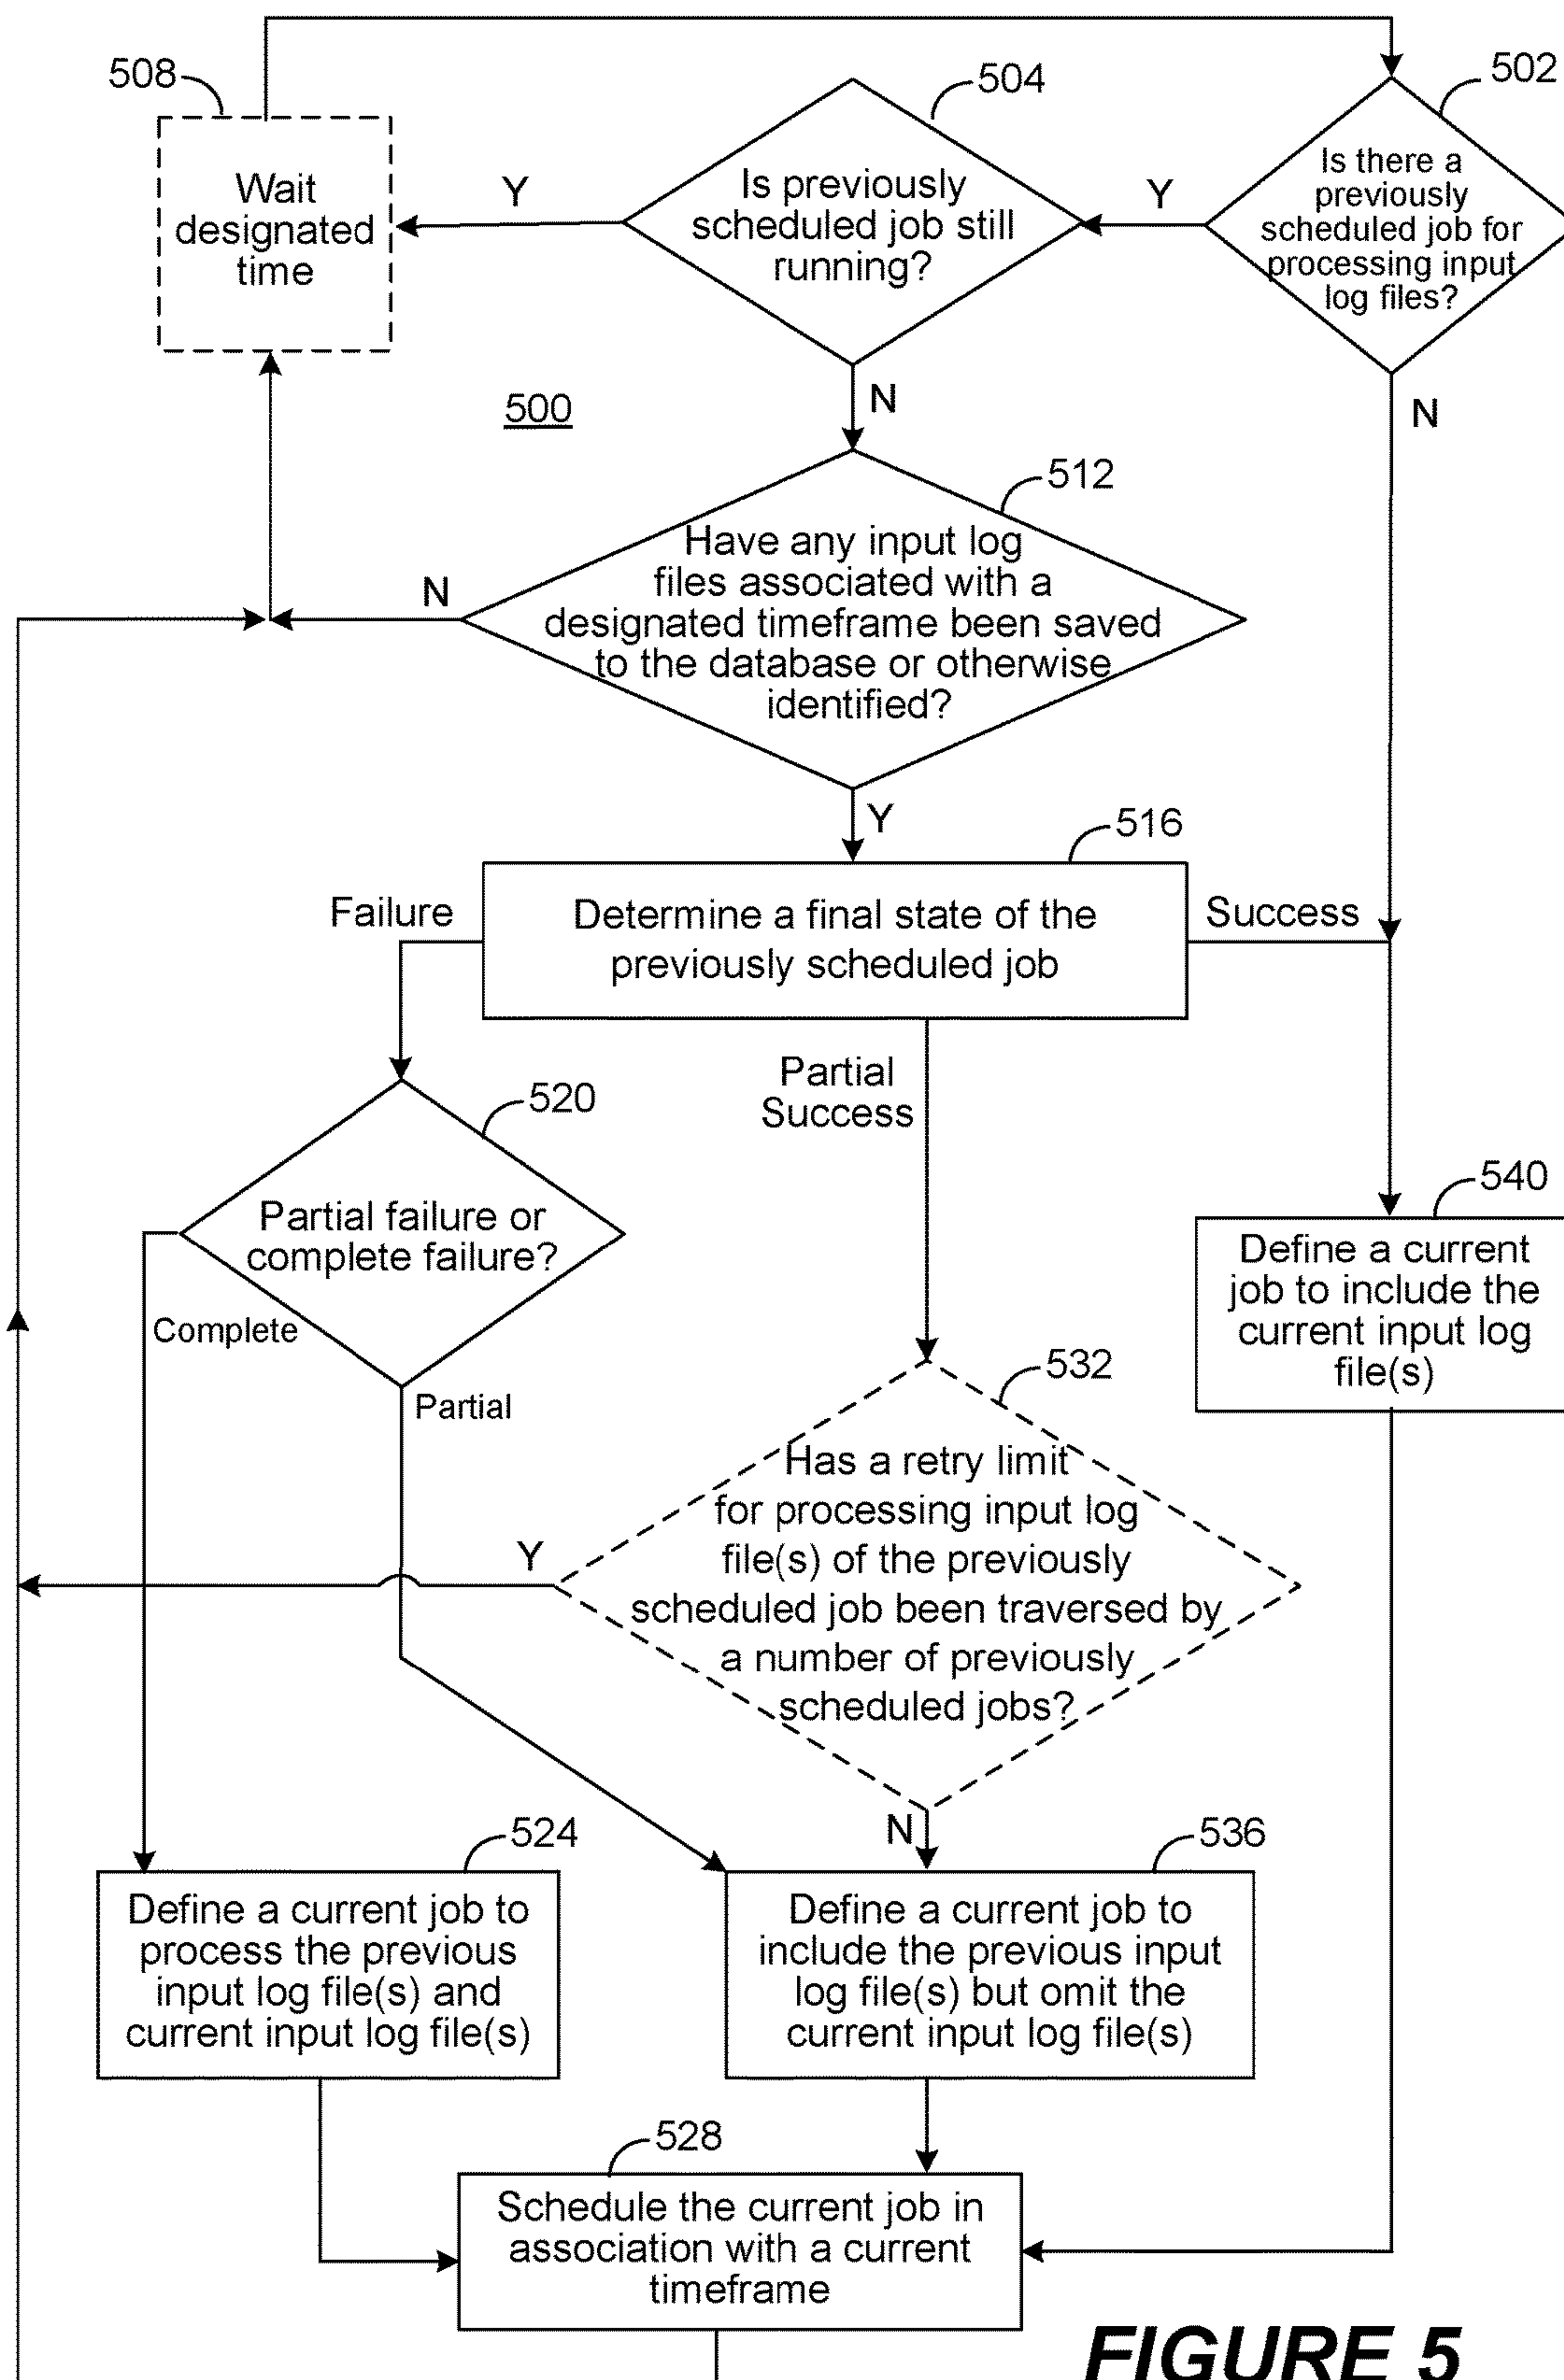 508
504
502
Wait
designated
time
Y
Is previously
scheduled job still
running?
Y
Is there a
previously
scheduled job for
processing input
log files?
500
N
N
512
Have any input log
files associated with a
designated timeframe been saved
to the database or otherwise
identified?
N
Y
516
Failure
Determine a final state of the
previously scheduled job
Success
Partial
Success
520
Partial failure or
complete failure?
Complete
Partial
540
Define a current
job to include the
current input log
file(s)
532
Has a retry limit
for processing input log
file(s) of the previously
scheduled job been traversed by
a number of previously
scheduled jobs?
Y
N
524
Define a current job to
process the previous
input log file(s) and
current input log file(s)
536
Define a current job to
include the previous input
log file(s) but omit the
current input log file(s)
528
Schedule the current job in
association with a current
timeframe
FIGURE 5